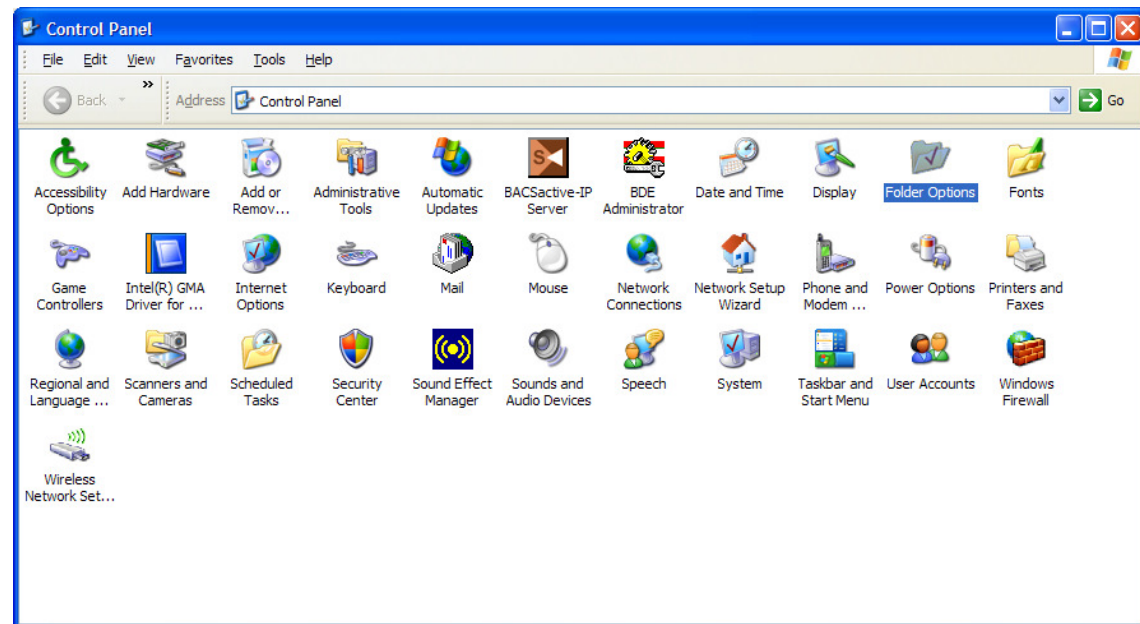 Control Panel
File Edit View Favorites Tools Help
Back » Address Control Panel Go
Accessibility Options
Add Hardware
Add or Remov...
Administrative Tools
Automatic Updates
BACSactive-IP Server
BDE Administrator
Date and Time
Display
Folder Options
Fonts
Game Controllers
Intel(R) GMA Driver for ...
Internet Options
Keyboard
Mail
Mouse
Network Connections
Network Setup Wizard
Phone and Modem ...
Power Options
Printers and Faxes
Regional and Language ...
Scanners and Cameras
Scheduled Tasks
Security Center
Sound Effect Manager
Sounds and Audio Devices
Speech
System
Taskbar and Start Menu
User Accounts
Windows Firewall
Wireless Network Set...